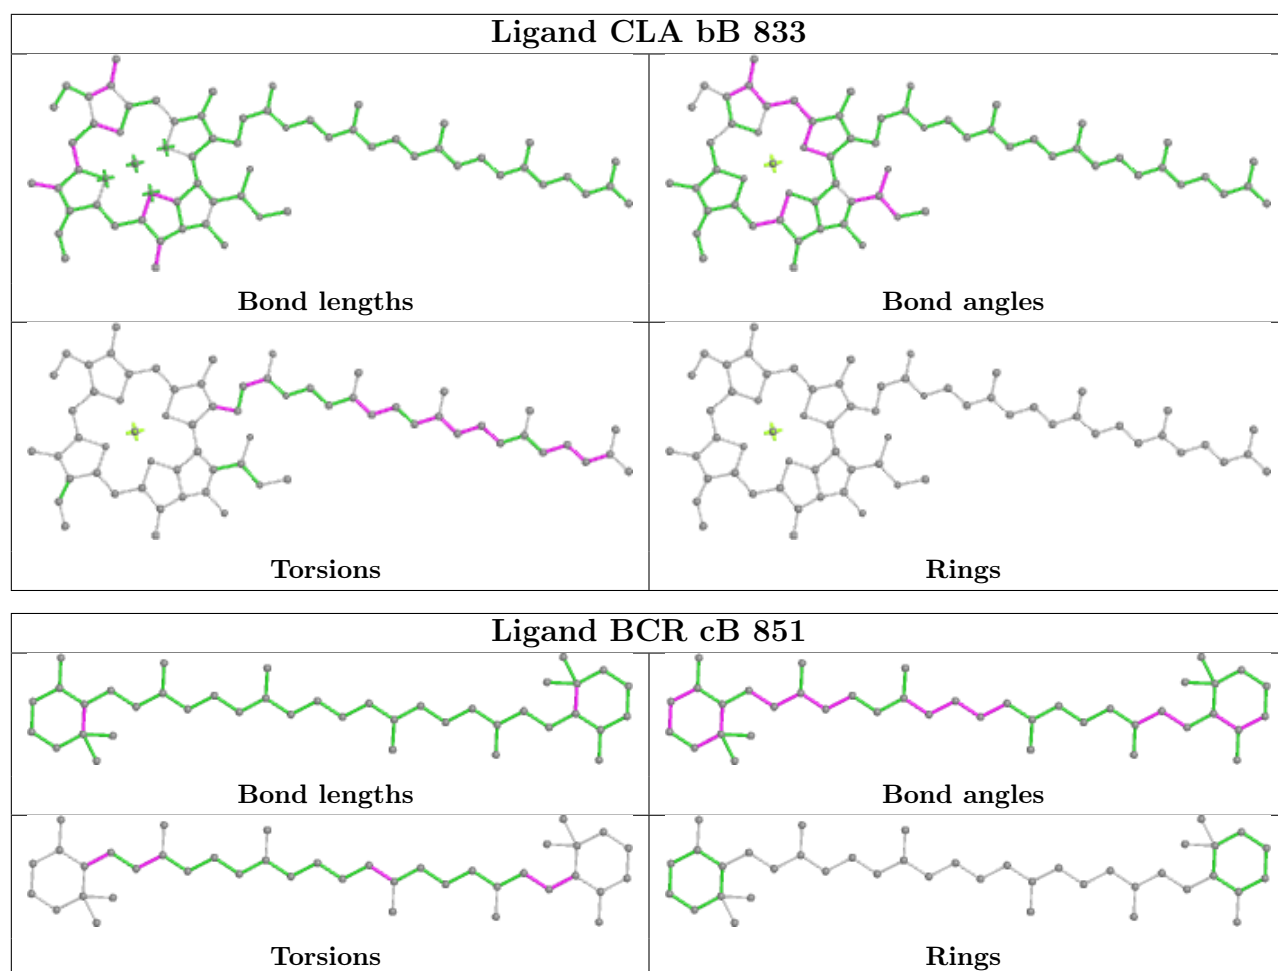 Ligand CLA bB 833
Bond lengths
Bond angles
Torsions
Rings
Ligand BCR cB 851
Bond lengths
Bond angles
Torsions
Rings